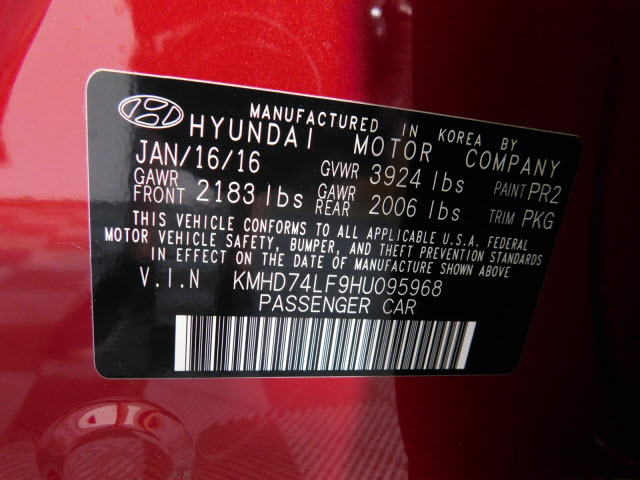 MANUFACTURED IN KOREA BY
HYUNDAI MOTOR COMPANY
JAN/16/16 GVWR 3924 lbs PAINT PR2
GAWR FRONT 2183 lbs GAWR REAR 2006 lbs TRIM PKG
THIS VEHICLE CONFORMS TO ALL APPLICABLE U.S.A. FEDERAL
MOTOR VEHICLE SAFETY, BUMPER, AND THEFT PREVENTION STANDARDS
IN EFFECT ON THE DATE OF MANUFACTURE SHOWN ABOVE
V.I.N KMHD74LF9HU095968
PASSENGER CAR